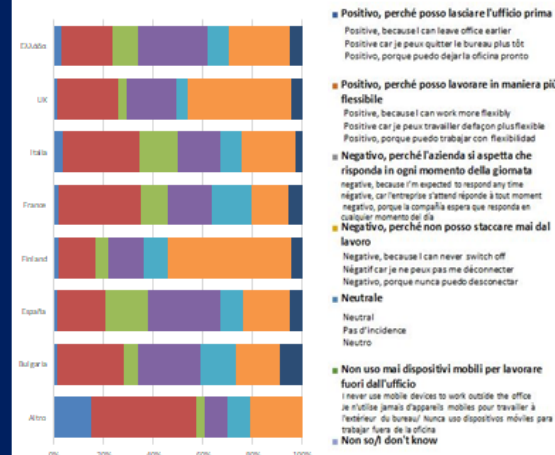 Ελλάδα
UK
Italia
France
Finland
España
Bulgaria
Altro
0%
20%
40%
60%
80%
100%
Positivo, perché posso lasciare l'ufficio prima
Positive, because I can leave office earlier
Positive car je peux quitter le bureau plus tôt
Positivo, porque puedo dejar la oficina pronto
Positivo, perché posso lavorare in maniera più
flessibile
Positive, because I can work more flexibly
Positive car je peux travailler de façon plus flexible
Positivo, porque puedo trabajar con flexibilidad
Negativo, perché l'azienda si aspetta che
risponda in ogni momento della giornata
negative, because I'm expected to respond any time
négative, car l'entreprise s'attend réponde à tout moment
negativo, porque la compañía espera que responda en
cualquier momento del día
Negativo, perché non posso staccare mai dal
lavoro
Negative, because I can never switch off
Négatif car je ne peux pas me déconnecter
Negativo, porque nunca puedo desconectar
Neutrale
Neutral
Pas d'incidence
Neutro
Non uso mai dispositivi mobili per lavorare
fuori dall'ufficio
I never use mobile devices to work outside the office
Je n'utilise jamais d'appareils mobiles pour travailler à
l'extérieur du bureau/ Nunca uso dispositivos móviles para
trabajar fuera de la oficina
Non so/I don't know